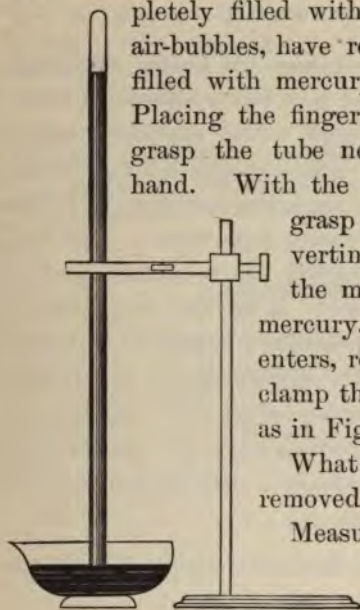 pletely filled with
air-bubbles, have re
filled with mercur
Placing the finger
grasp the tube ne
hand. With the
grasp
vertin
the m
mercury.
enters, re
clamp th
as in Fig
What
removed
Measu